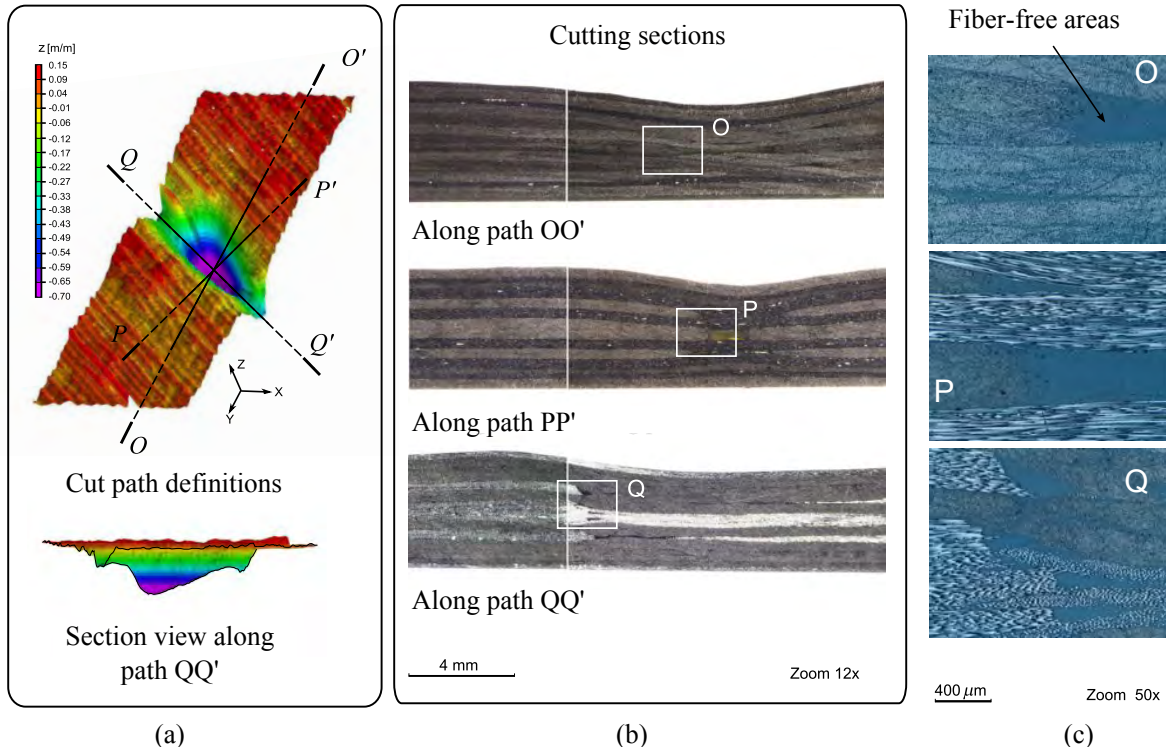 z [m/m]
0.15
0.09
0.04
-0.01
-0.06
-0.12
-0.17
-0.22
-0.27
-0.33
-0.38
-0.43
-0.49
-0.54
-0.59
-0.65
-0.70
O'
Q
P'
P
Q'
O
Z
X
Y
Cut path definitions
Section view along
path QQ'
(a)
Cutting sections
O
Along path OO'
P
Along path PP'
Q
Along path QQ'
4 mm
Zoom 12x
(b)
Fiber-free areas
O
P
Q
400 μm
Zoom 50x
(c)